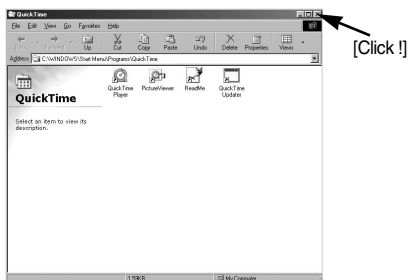 QuickTime
File Edit View Go Favorites Help
Back Forward Up Cut Copy Paste Undo Delete Properties Views
Address C:\WINDOWS\Start Menu\Programs\QuickTime
[Click !]
QuickTime
Select an item to view its
description.
QuickTime
Player
PictureViewer
ReadMe
QuickTime
Updater
1.99KB My Computer